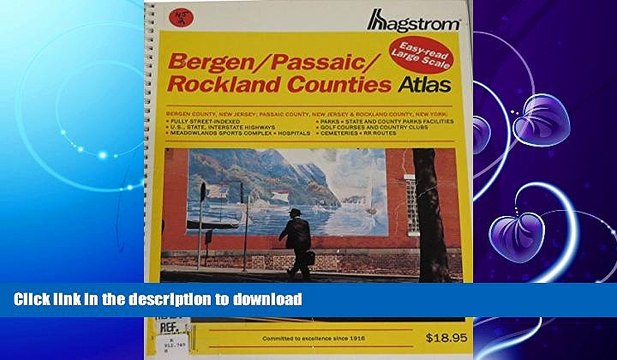 Hagstrom
Easy-read
Large Scale
Bergen/Passaic/
Rockland Counties Atlas
BERGEN COUNTY, NEW JERSEY; PASSAIC COUNTY, NEW JERSEY & ROCKLAND COUNTY, NEW YORK:
• FULLY STREET-INDEXED
• U.S., STATE, INTERSTATE HIGHWAYS
• MEADOWLANDS SPORTS COMPLEX • HOSPITALS
• PARKS • STATE AND COUNTY PARKS FACILITIES
• GOLF COURSES AND COUNTRY CLUBS
• CEMETERIES • RR ROUTES
Click link in the description to download
REF.
R
912.749
H
Committed to excellence since 1916
$18.95